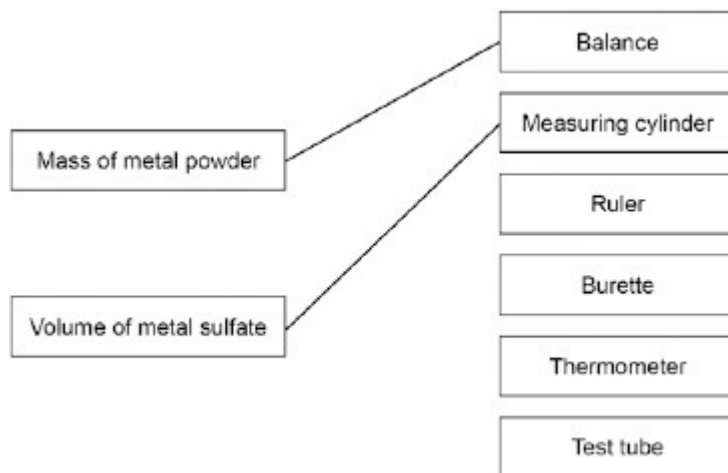 Balance
Measuring cylinder
Mass of metal powder
Ruler
Burette
Volume of metal sulfate
Thermometer
Test tube